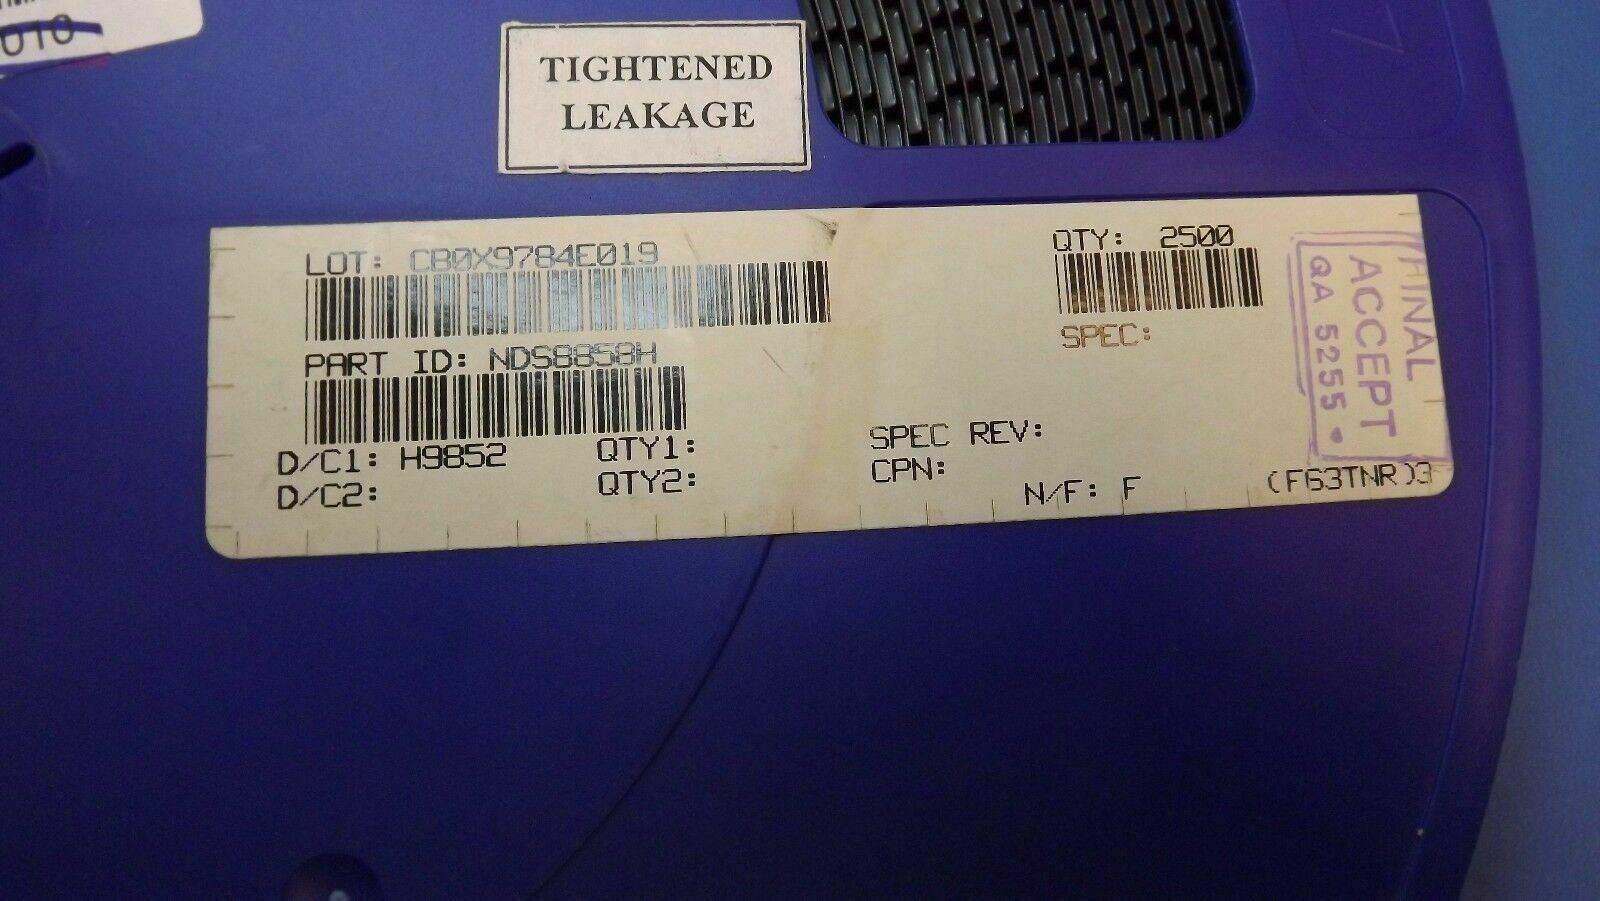 010
TIGHTENED
LEAKAGE
LOT: CB0X9784E019
QTY: 2500
PART ID: NDS8858H
SPEC:
D/C1: H9852
QTY1:
SPEC REV:
D/C2:
QTY2:
CPN:
N/F: F
(F63TNR)3
FINAL
ACCEPT
QA 5255